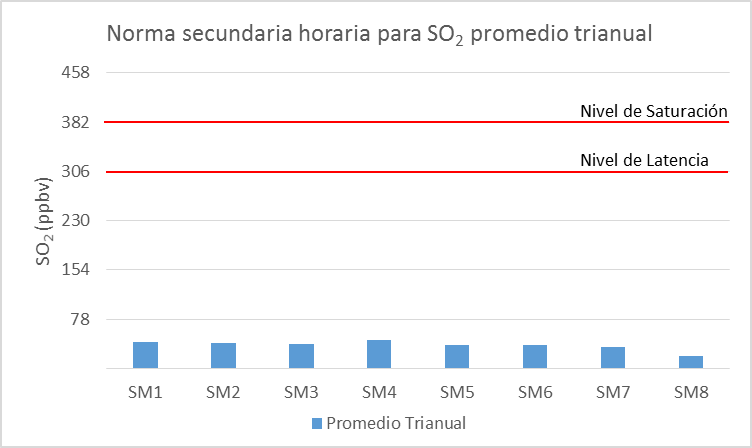 Norma secundaria horaria para SO₂ promedio trianual
SO₂ (ppbv)
458
382
306
230
154
78
Nivel de Saturación
Nivel de Latencia
SM1 SM2 SM3 SM4 SM5 SM6 SM7 SM8
Promedio Trianual